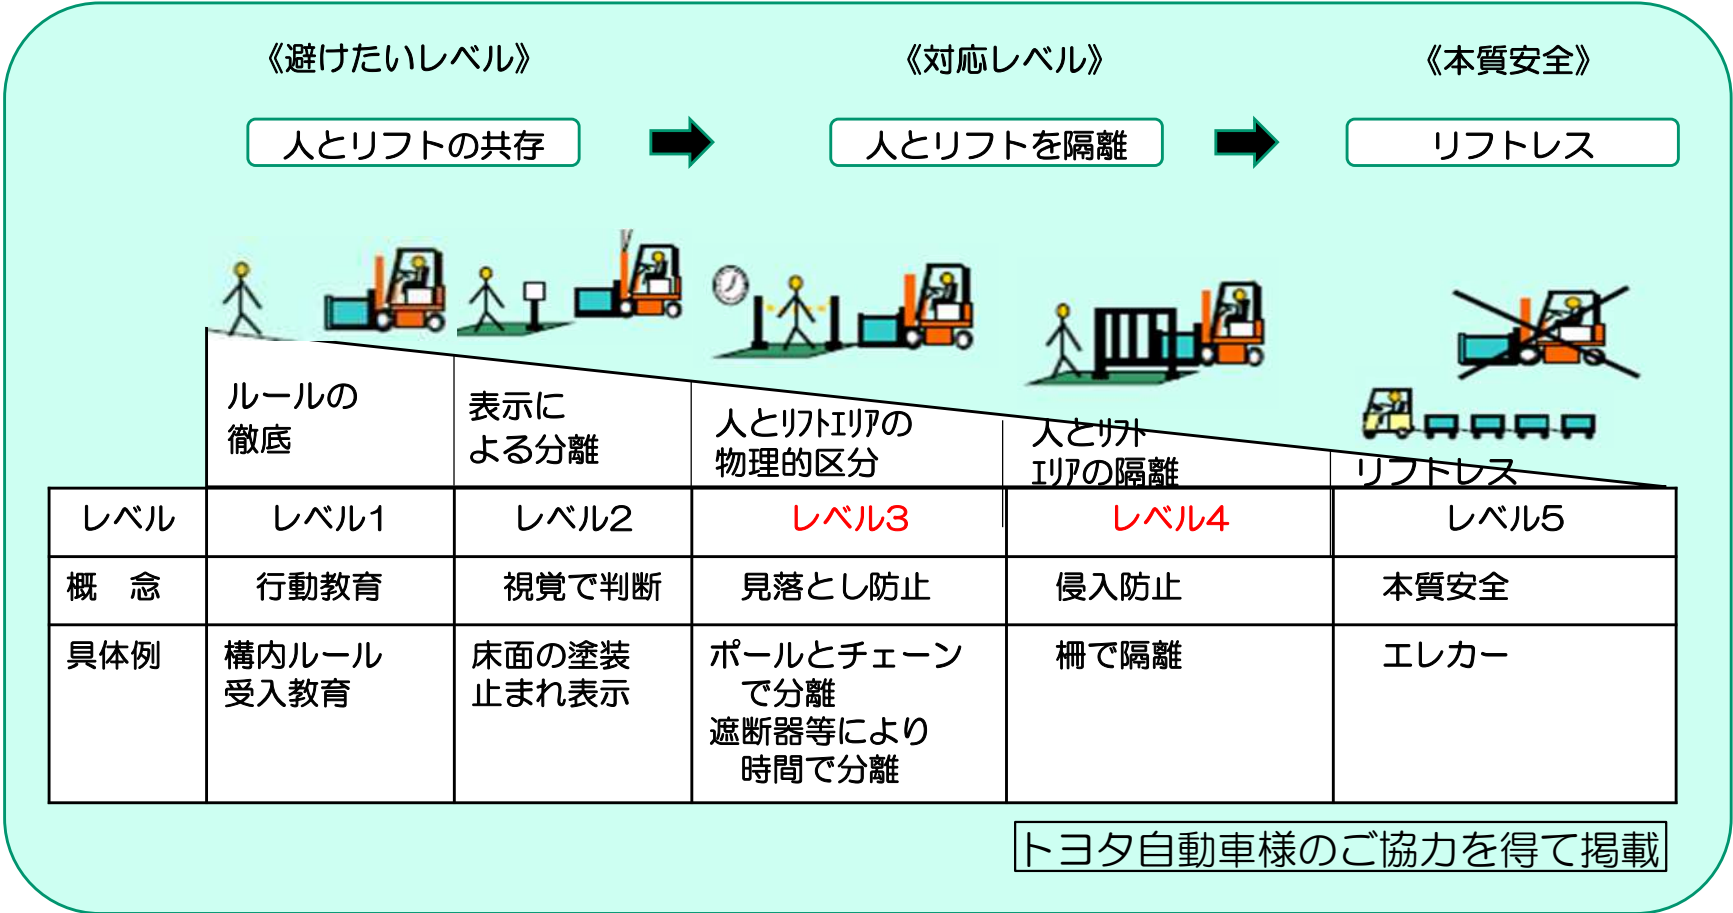 《避けたいレベル》
《対応レベル》
《本質安全》
人とリフトの共存
人とリフトを隔離
リフトレス
ルールの
徹底
表示に
よる分離
人とﾘﾌﾄｴﾘｱの
物理的区分
人とﾘﾌﾄ
ｴﾘｱの隔離
リフトレス
レベル
レベル1
レベル2
レベル3
レベル4
レベル5
概　念
行動教育
視覚で判断
見落とし防止
侵入防止
本質安全
具体例
構内ルール
受入教育
床面の塗装
止まれ表示
ポールとチェーン
で分離
遮断器等により
時間で分離
柵で隔離
エレカー
トヨタ自動車様のご協力を得て掲載